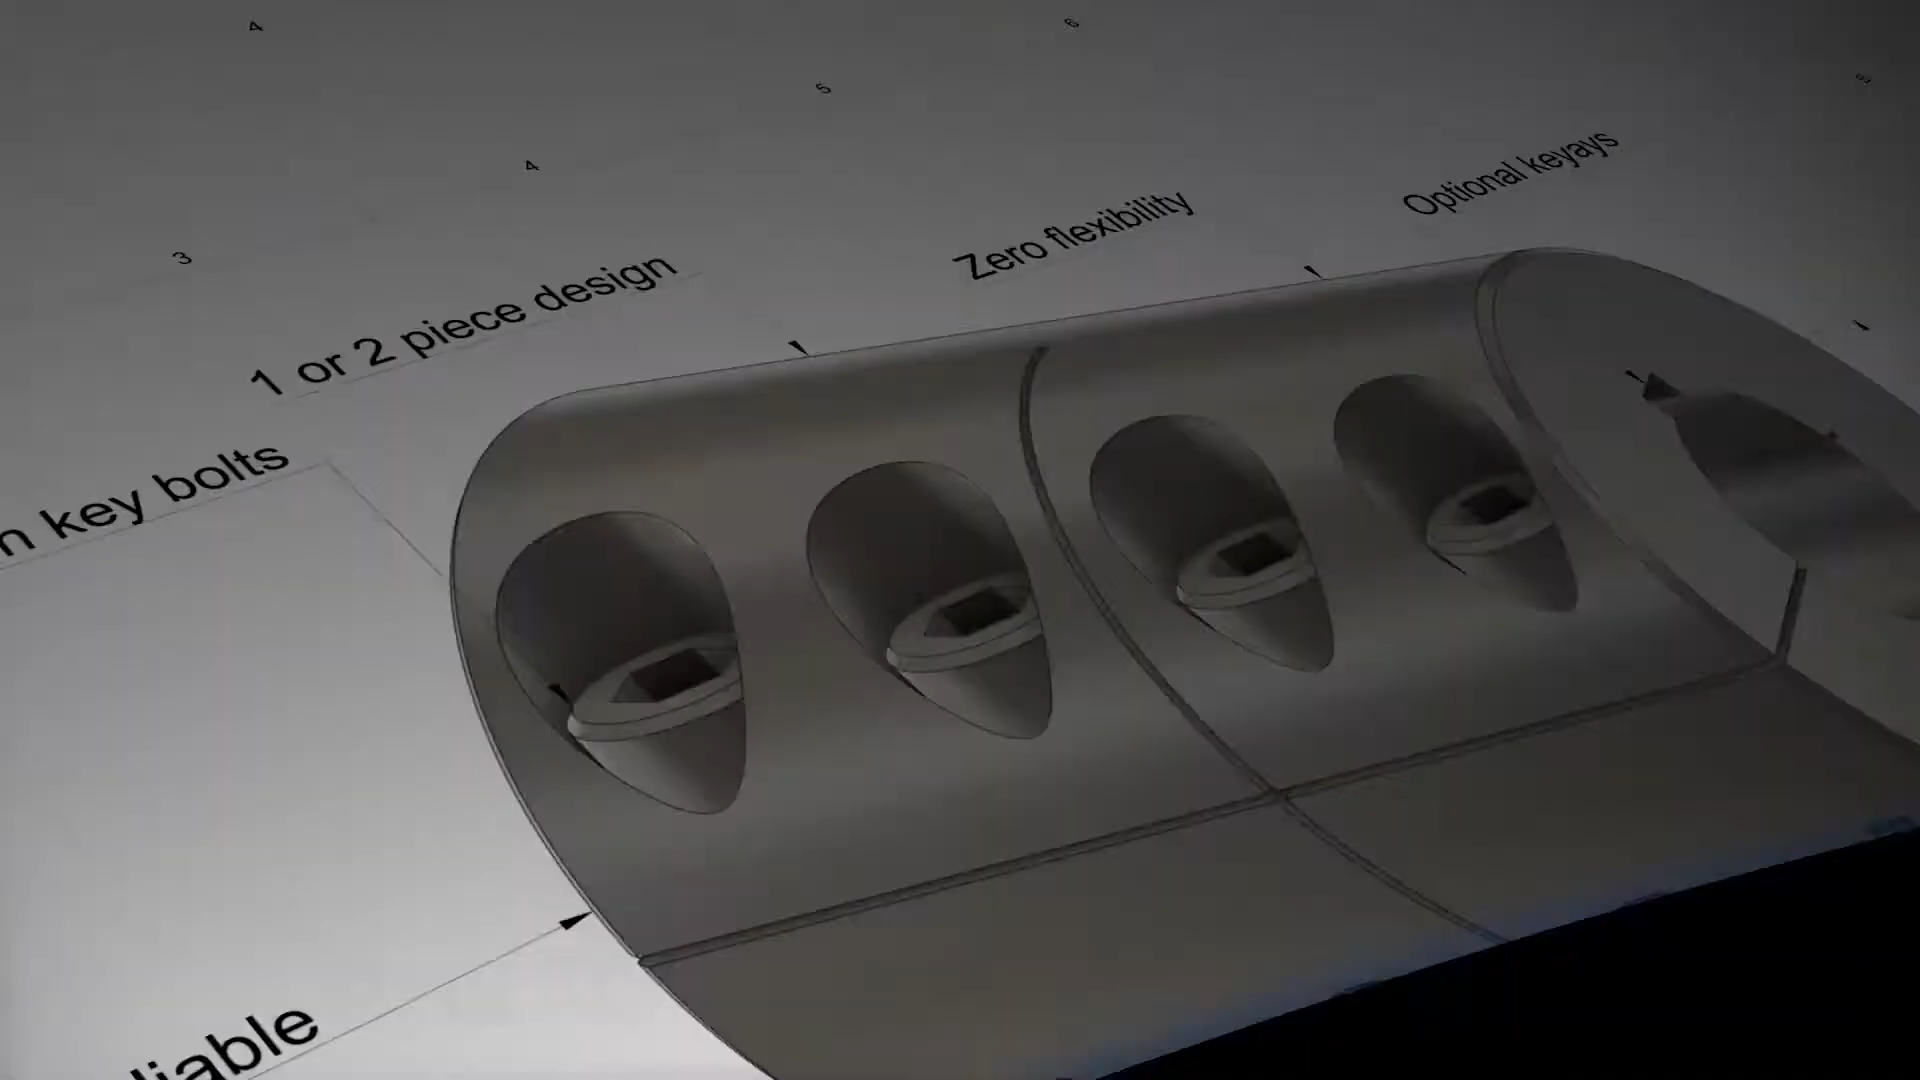 4
6
5
4
3
Optional keyays
Zero flexibility
1 or 2 piece design
n key bolts
liable